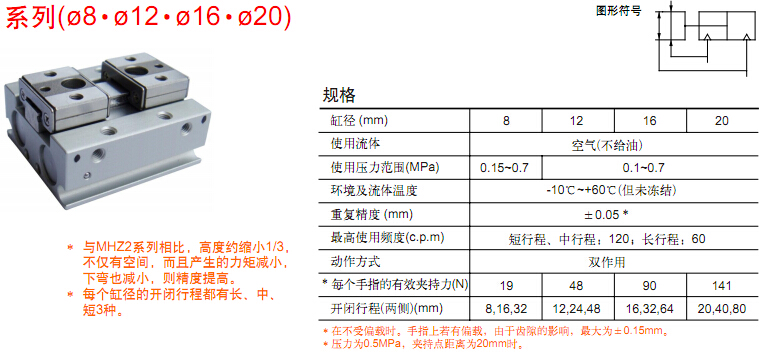 系列(ø8·ø12·ø16·ø20)
图形符号
规格
缸径 (mm) 8 12 16 20
使用流体 空气(不给油)
使用压力范围(MPa) 0.15~0.7 0.1~0.7
环境及流体温度 -10℃~+60℃(但未冻结)
重复精度 (mm) ±0.05 *
最高使用频度(c.p.m) 短行程、中行程；120；长行程；60
动作方式 双作用
* 每个手指的有效夹持力(N) 19 48 90 141
开闭行程(两侧)(mm) 8,16,32 12,24,48 16,32,64 20,40,80
* 在不受偏载时。手指上若有偏载，由于齿隙的影响，最大为±0.15mm。
* 压力为0.5MPa，夹持点距离为20mm时。
* 与MHZ2系列相比，高度约缩小1/3，
不仅有空间，而且产生的力矩减小，
下弯也减小，则精度提高。
* 每个缸径的开闭行程都有长、中、
短3种。